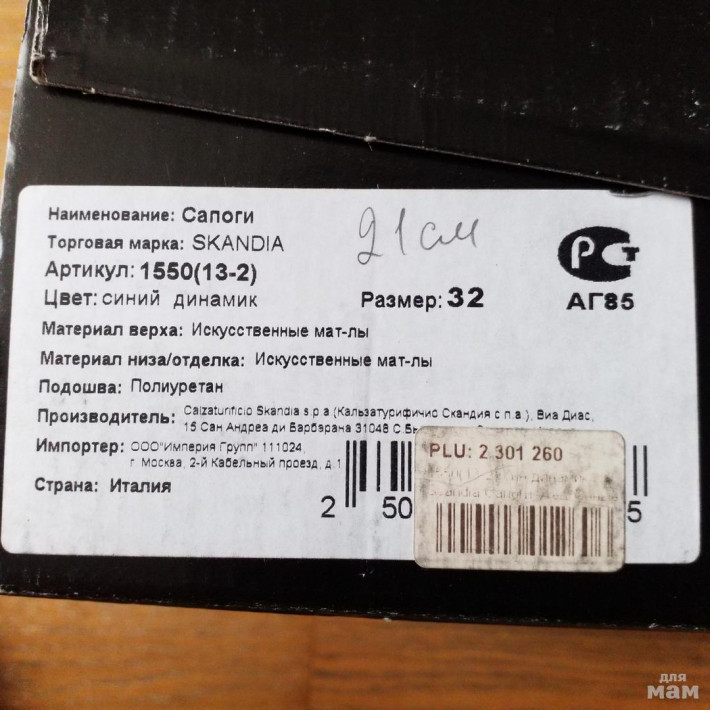 Наименование: Сапоги
21 см
Торговая марка: SKANDIA
Артикул: 1550(13-2)
Цвет: синий динамик Размер: 32
РСТ
АГ85
Материал верха: Искусственные мат-лы
Материал низа/отделка: Искусственные мат-лы
Подошва: Полиуретан
Производитель: Calzaturificio Skandia s.p.a (Кальзатурифичис Скандия с п.а.), Виа Диас,
15 Сан Андреа ди Барбарана 31048 С.
Импортер: ООО"Империя Групп" 111024,
г. Москва, 2-й Кабельный проезд, д.1
Страна: Италия
2 50 5
PLU: 2 301 260
для
мам